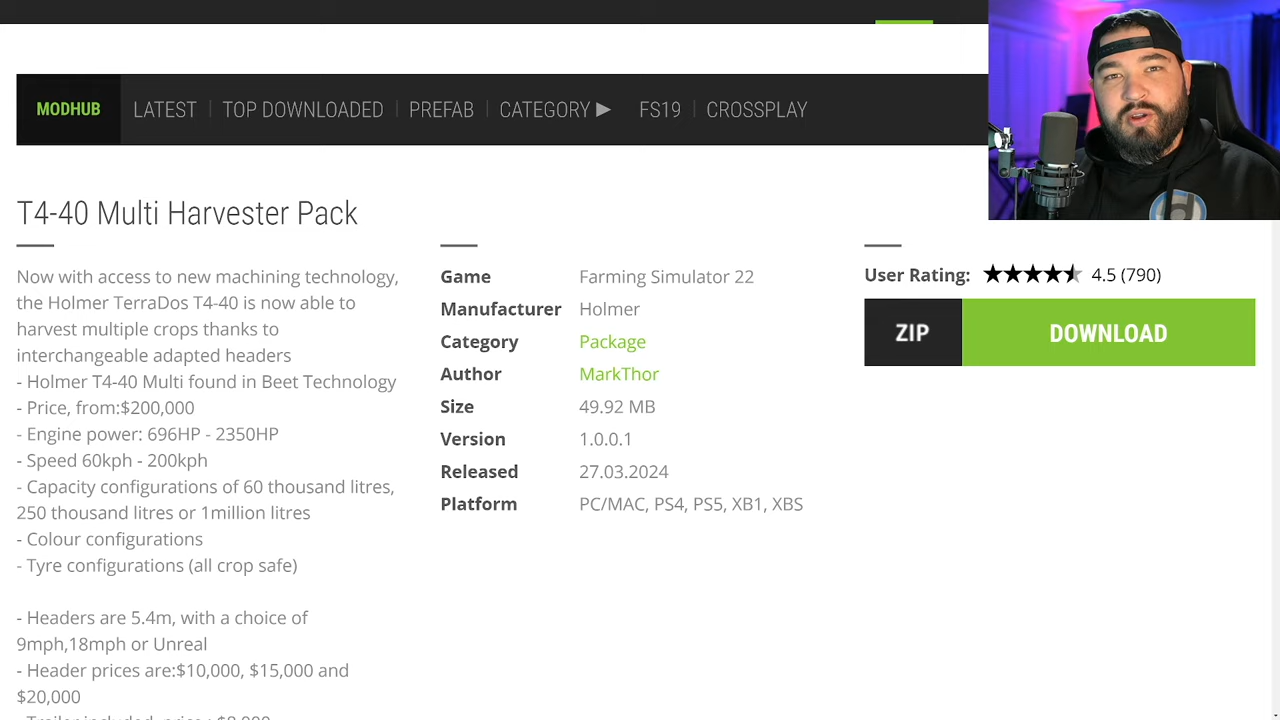 MODHUB LATEST TOP DOWNLOADED PREFAB CATEGORY ▶ FS19 CROSSPLAY
T4-40 Multi Harvester Pack
Now with access to new machining technology,
the Holmer TerraDos T4-40 is now able to
harvest multiple crops thanks to
interchangeable adapted headers
- Holmer T4-40 Multi found in Beet Technology
- Price, from:$200,000
- Engine power: 696HP - 2350HP
- Speed 60kph - 200kph
- Capacity configurations of 60 thousand litres,
250 thousand litres or 1million litres
- Colour configurations
- Tyre configurations (all crop safe)
- Headers are 5.4m, with a choice of
9mph,18mph or Unreal
- Header prices are:$10,000, $15,000 and
$20,000
- Trailer included, price : $8,000
Game Farming Simulator 22
Manufacturer Holmer
Category Package
Author MarkThor
Size 49.92 MB
Version 1.0.0.1
Released 27.03.2024
Platform PC/MAC, PS4, PS5, XB1, XBS
User Rating: 4.5 (790)
ZIP DOWNLOAD